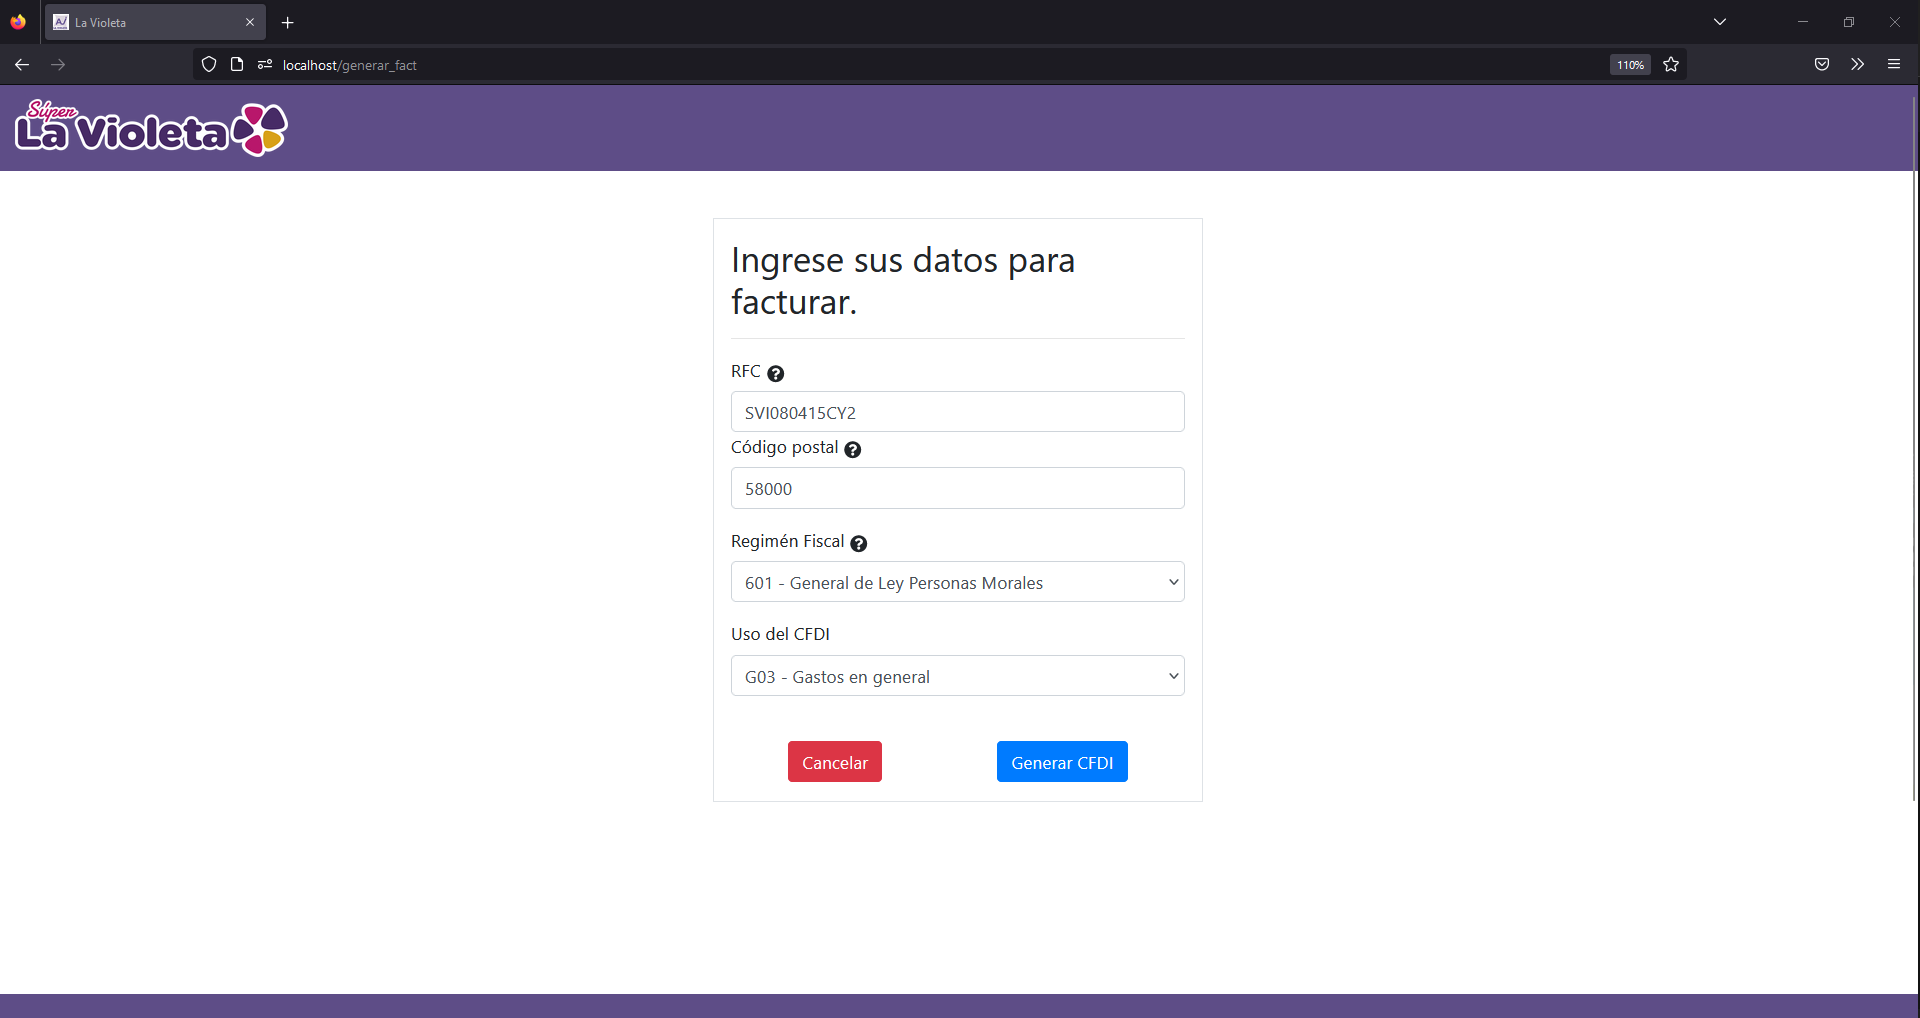 La Violeta
localhost/generar_fact
110%
Súper
La Violeta
Ingrese sus datos para
facturar.
RFC
SVI080415CY2
Código postal
58000
Regimén Fiscal
601 - General de Ley Personas Morales
Uso del CFDI
G03 - Gastos en general
Cancelar
Generar CFDI